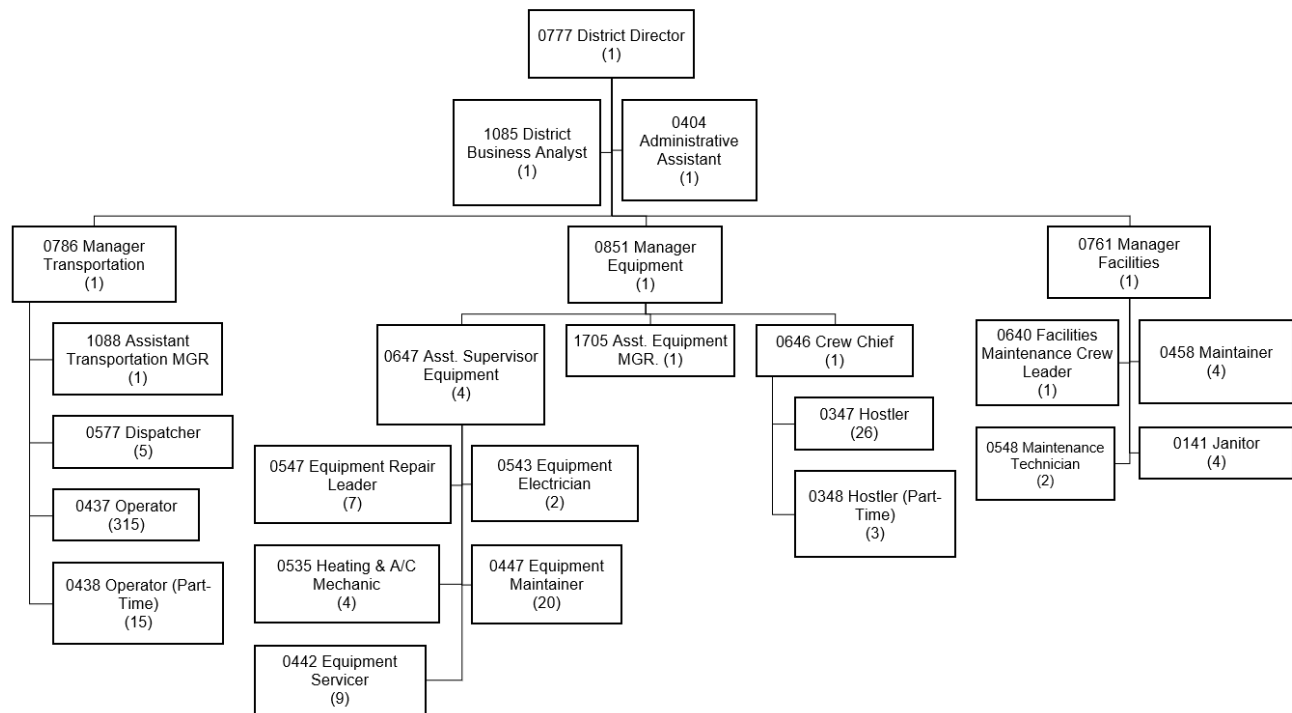 0777 District Director
(1)
1085 District
Business Analyst
(1)
0404
Administrative
Assistant
(1)
0786 Manager
Transportation
(1)
1088 Assistant
Transportation MGR
(1)
0577 Dispatcher
(5)
0437 Operator
(315)
0438 Operator (Part-
Time)
(15)
0851 Manager
Equipment
(1)
0647 Asst. Supervisor
Equipment
(4)
0547 Equipment Repair
Leader
(7)
0543 Equipment
Electrician
(2)
0535 Heating & A/C
Mechanic
(4)
0447 Equipment
Maintainer
(20)
0442 Equipment
Servicer
(9)
1705 Asst. Equipment
MGR. (1)
0646 Crew Chief
(1)
0347 Hostler
(26)
0348 Hostler (Part-
Time)
(3)
0761 Manager
Facilities
(1)
0640 Facilities
Maintenance Crew
Leader
(1)
0458 Maintainer
(4)
0548 Maintenance
Technician
(2)
0141 Janitor
(4)